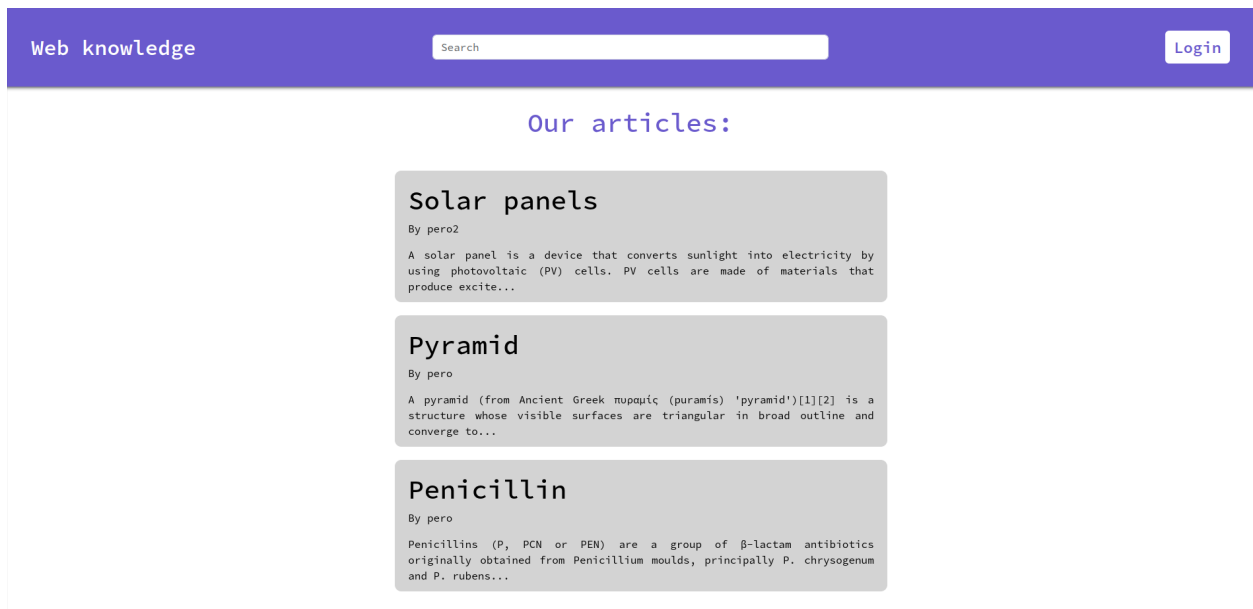 Web knowledge
Search
Login
Our articles:
Solar panels
By pero2
A solar panel is a device that converts sunlight into electricity by
using photovoltaic (PV) cells. PV cells are made of materials that
produce excite...
Pyramid
By pero
A pyramid (from Ancient Greek πυραμίς (puramís) 'pyramid')[1][2] is a
structure whose visible surfaces are triangular in broad outline and
converge to...
Penicillin
By pero
Penicillins (P, PCN or PEN) are a group of β-lactam antibiotics
originally obtained from Penicillium moulds, principally P. chrysogenum
and P. rubens...